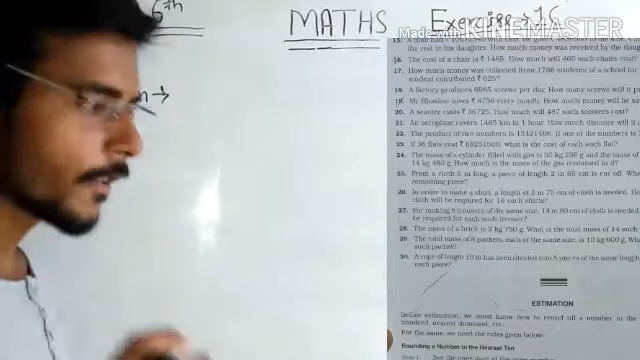 6th
MATHS
Exercise → 16
n →
Made with KINEMASTER
15.
the rest to his daughter. How much money was received by the daug
16. The cost of a chair is ₹ 1485. How much will 465 such chairs cost?
17. How much money was collected from 1786 students of a school for
student contributed ₹ 625?
18. A factory produces 6985 screws per day. How many screws will it p
19. Mr Bhaskar saves ₹ 8756 every month. How much money will he sa
20. A scooter costs ₹ 36725. How much will 487 such scooters cost?
21. An aeroplane covers 1485 km in 1 hour. How much distance will it
22. The product of two numbers is 13421408. If one of the numbers is
23. If 36 flats cost ₹ 68251500, what is the cost of each such flat?
24. The mass of a cylinder filled with gas is 30 kg 250 g and the mass of
14 kg 480 g. How much is the mass of the gas contained in it?
25. From a cloth 5 m long, a piece of length 2 m 85 cm is cut off. Wha
remaining piece?
26. In order to make a shirt, a length of 2 m 75 cm of cloth is needed. Ho
cloth will be required for 16 such shirts?
27. For making 8 trousers of the same size, 14 m 80 cm of cloth is needed
be required for each such trouser?
28. The mass of a brick is 2 kg 750 g. What is the total mass of 14 such
29. The total mass of 8 packets, each of the same size, is 10 kg 600 g. Wha
such packet?
30. A rope of length 10 m has been divided into 8 pieces of the same length
each piece?
ESTIMATION
Before estimation, we must know how to round off a number to the
hundred, nearest thousand, etc.
For the same, we need the rules given below.
Rounding a Number to the Nearest Ten
See the ones digit of the given number